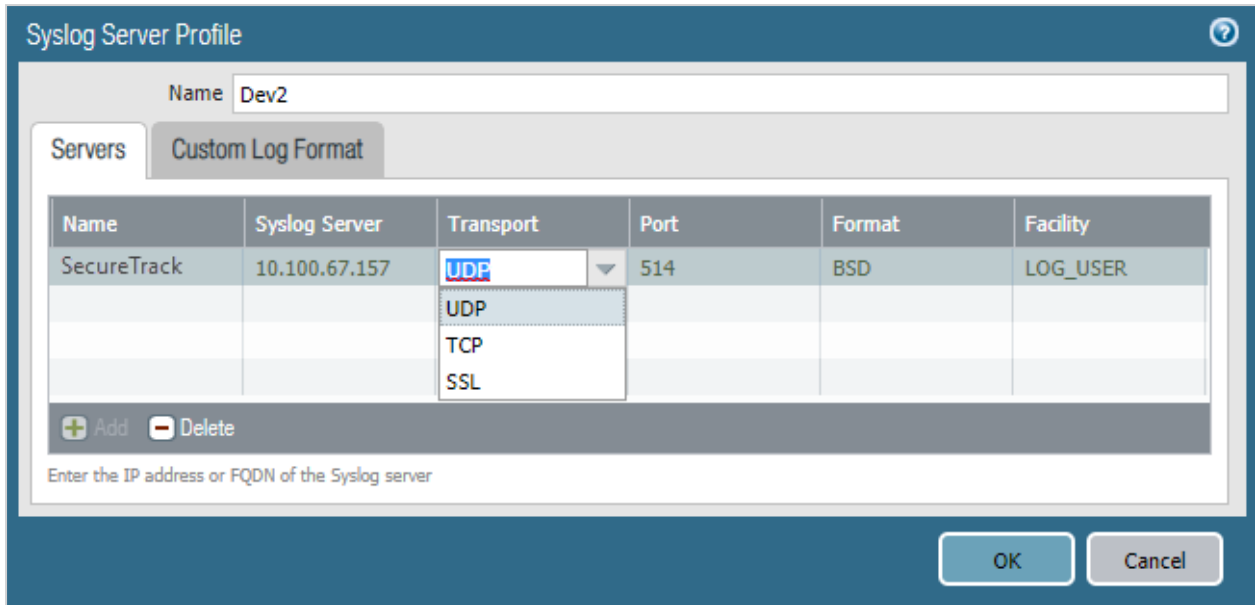 Syslog Server Profile
Name Dev2
Servers Custom Log Format
Name Syslog Server Transport Port Format Facility
SecureTrack 10.100.67.157 UDP 514 BSD LOG_USER
UDP
TCP
SSL
Add Delete
Enter the IP address or FQDN of the Syslog server
OK Cancel